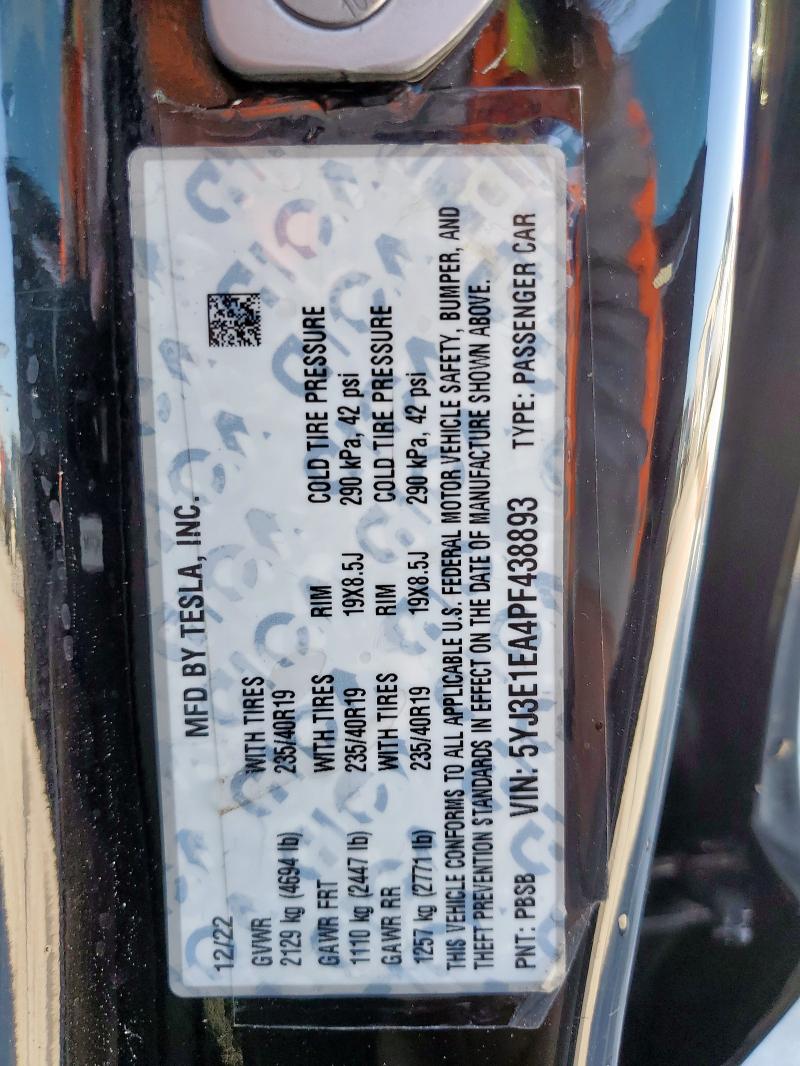 MFD BY TESLA, INC.
12/22
GVWR WITH TIRES
2129 kg (4694 lb) 235/40R19
GAWR FRT WITH TIRES RIM COLD TIRE PRESSURE
1110 kg (2447 lb) 235/40R19 19X8.5J 290 kPa, 42 psi
GAWR RR WITH TIRES RIM COLD TIRE PRESSURE
1257 kg (2771 lb) 235/40R19 19X8.5J 290 kPa, 42 psi
THIS VEHICLE CONFORMS TO ALL APPLICABLE U.S. FEDERAL MOTOR VEHICLE SAFETY, BUMPER, AND
THEFT PREVENTION STANDARDS IN EFFECT ON THE DATE OF MANUFACTURE SHOWN ABOVE.
PNT: PBSB VIN: 5YJ3E1EA4PF438893 TYPE: PASSENGER CAR